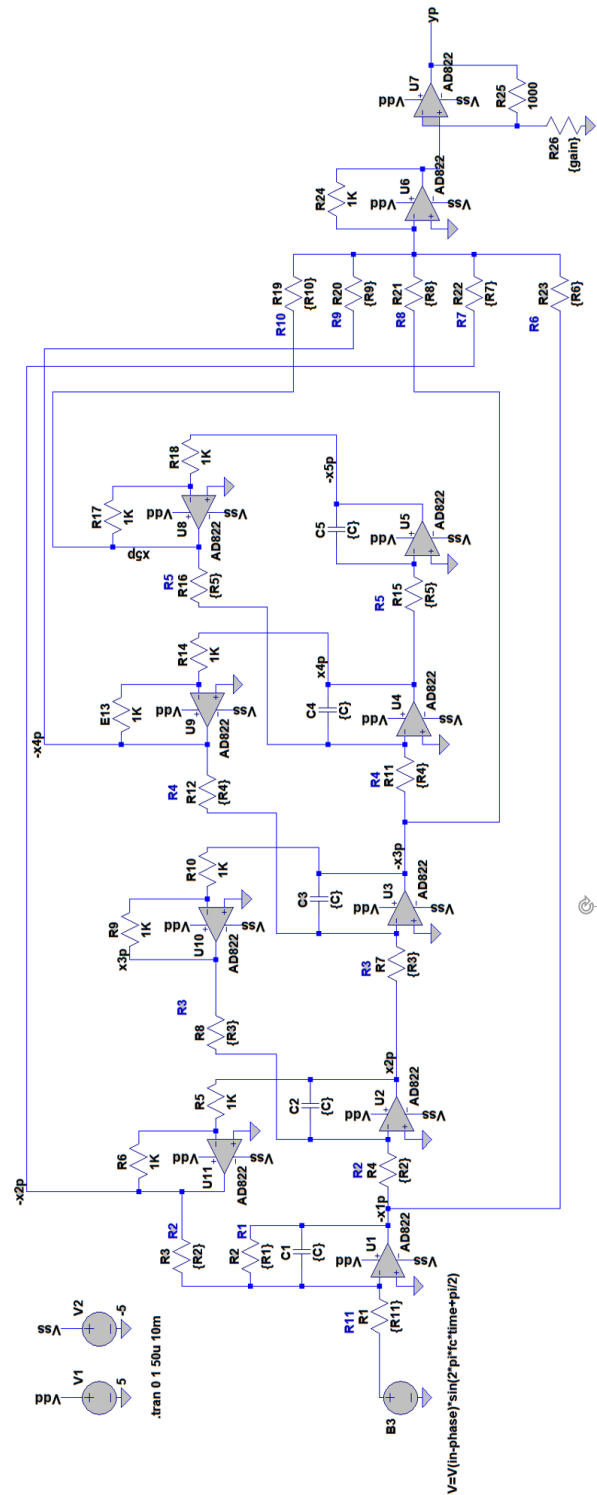 yp
U7
AD822
Vdd
Vss
R25
1000
R26
{gain}
R24
1K
Vdd
U6
AD822
Vss
R19
{R10}
R10
R20
{R9}
R9
R21
{R8}
R8
R22
{R7}
R7
R23
{R6}
R6
R18
1K
R17
1K
Vdd
U8
AD822
Vss
x5p
-x5p
C5
{C}
Vdd
U5
AD822
Vss
R5
R16
{R5}
R5
R15
{R5}
R14
1K
E13
1K
Vdd
U9
AD822
Vss
-x4p
x4p
C4
{C}
Vdd
U4
AD822
Vss
R4
R12
{R4}
R4
R11
{R4}
R10
1K
R9
1K
Vdd
U10
AD822
Vss
x3p
-x3p
C3
{C}
Vdd
U3
AD822
Vss
R3
R8
{R3}
R3
R7
{R3}
R5
1K
R6
1K
Vdd
U11
AD822
Vss
-x2p
x2p
C2
{C}
Vdd
U2
AD822
Vss
R2
R4
{R2}
-x1p
R2
R3
{R2}
R1
R2
{R1}
C1
{C}
Vdd
U1
AD822
Vss
R11
R1
{R11}
V2
-5
Vss
V1
5
Vdd
.tran 0 1 50u 10m
B3
V=V(in-phase)*sin(2*pi*fc*time+pi/2)